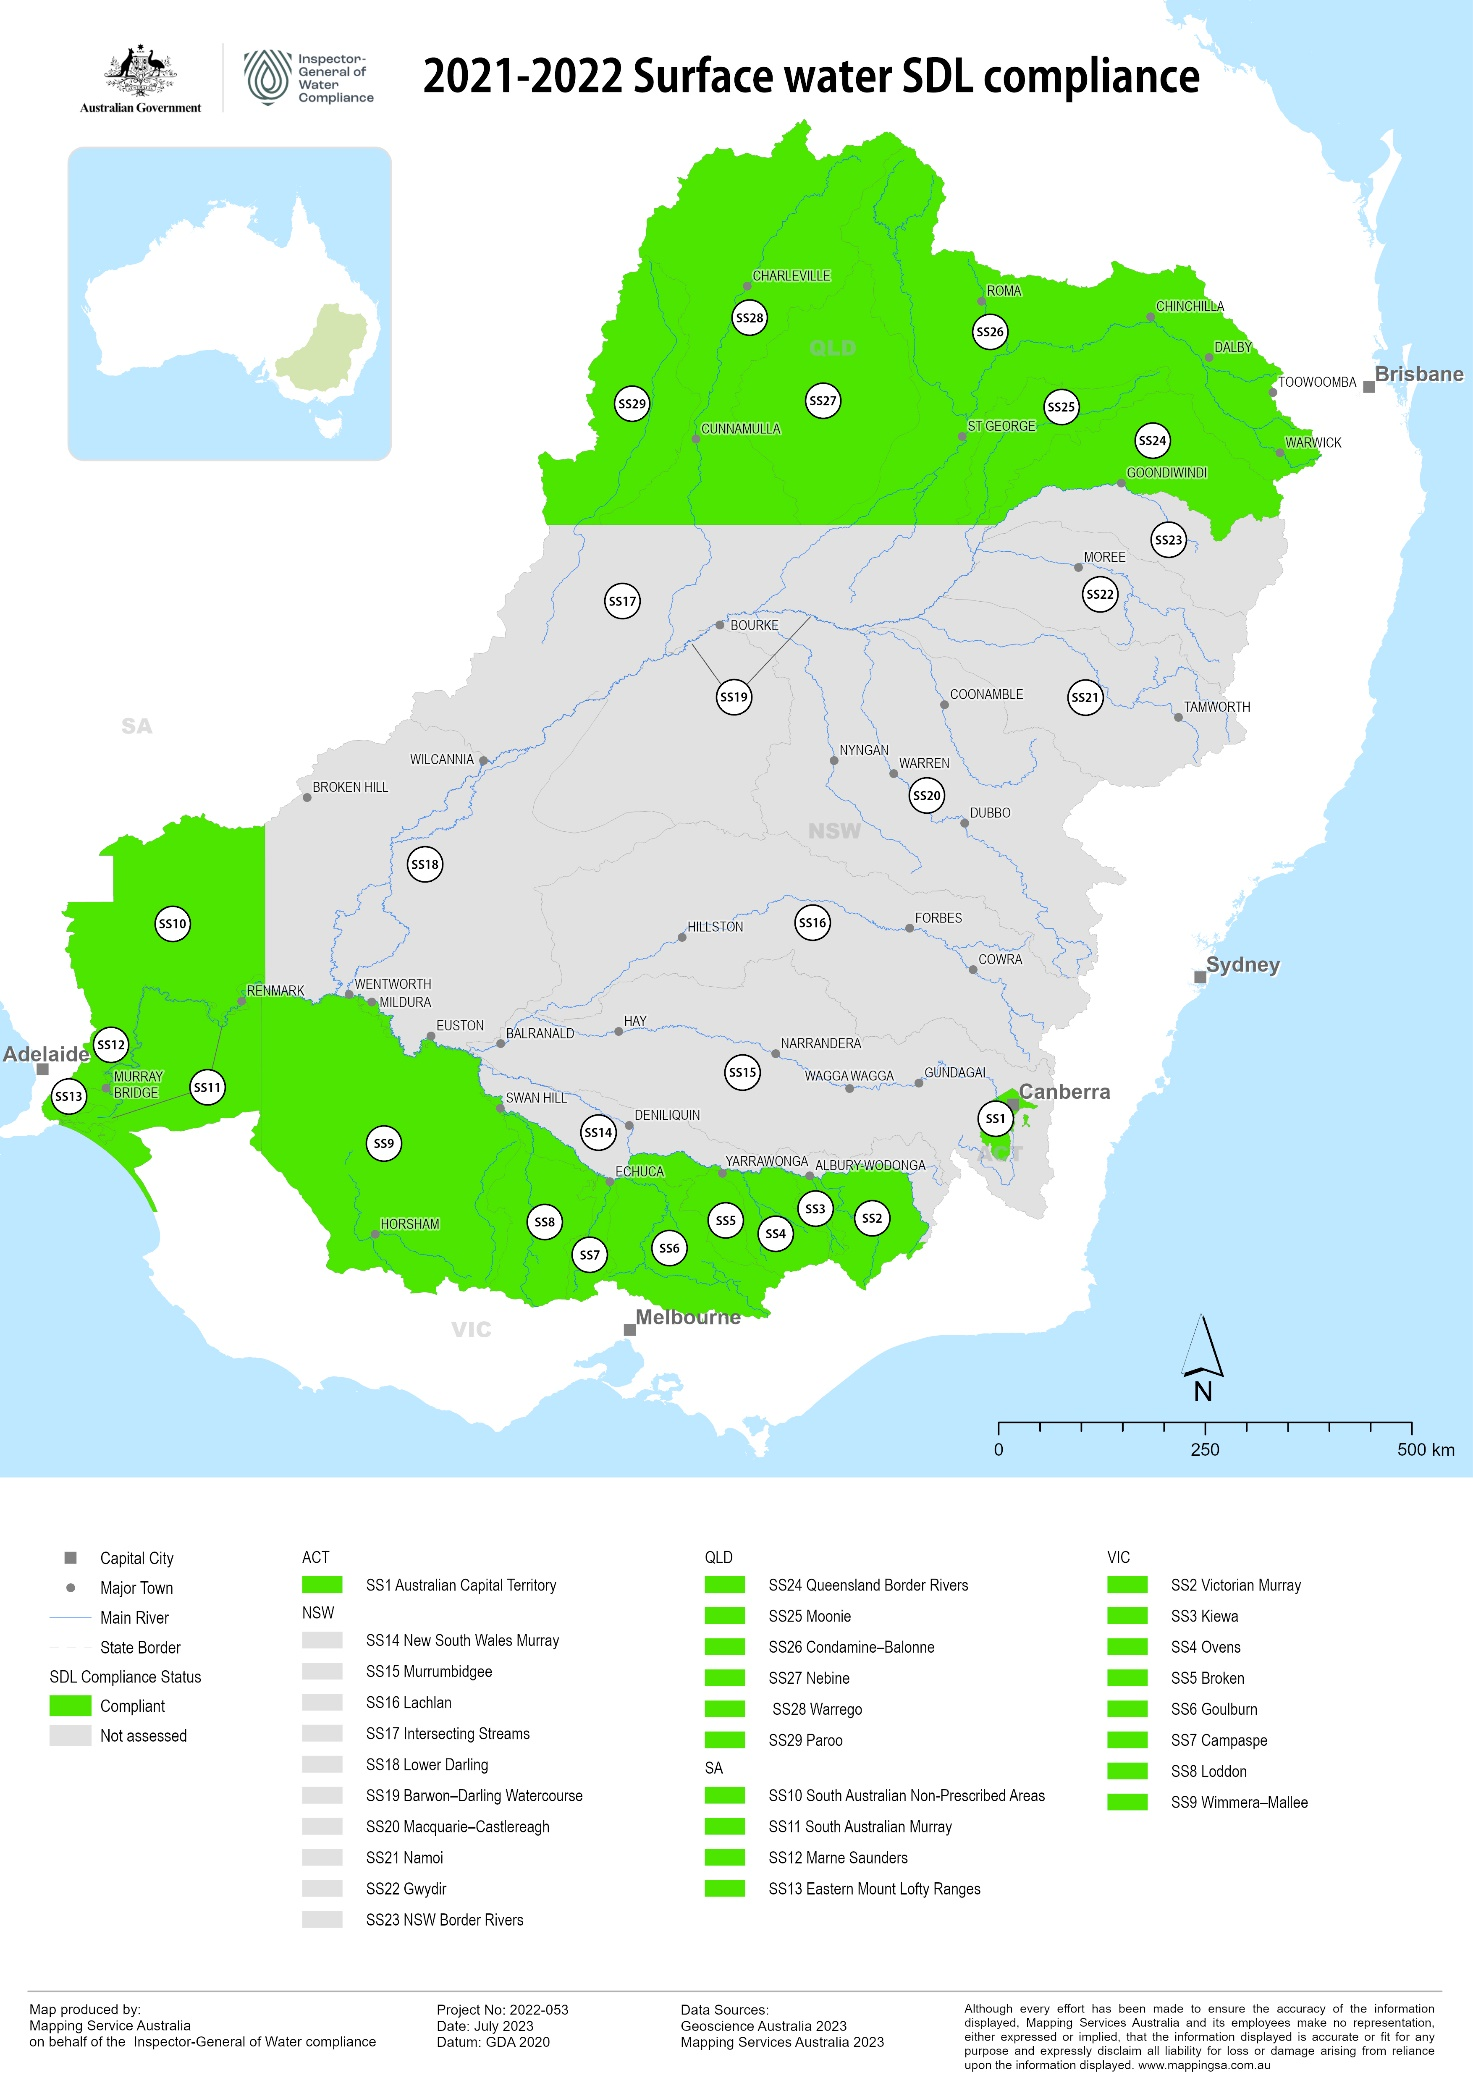 Australian Government
Inspector-
General of
Water
Compliance
2021-2022 Surface water SDL compliance
CHARLEVILLE
SS28
ROMA
SS26
CHINCHILLA
QLD
DALBY
Brisbane
TOOWOOMBA
SS29
SS27
SS25
CUNNAMULLA
ST GEORGE
SS24
WARWICK
GOONDIWINDI
SS23
MOREE
SS22
SS17
BOURKE
SS19
COONAMBLE
SS21
TAMWORTH
SA
NYNGAN
WILCANNIA
WARREN
BROKEN HILL
SS20
DUBBO
NSW
SS18
SS10
HILLSTON
SS16
FORBES
COWRA
Sydney
RENMARK
WENTWORTH
MILDURA
EUSTON
BALRANALD
HAY
NARRANDERA
SS12
Adelaide
MURRAY
BRIDGE
SS11
SS13
SS15
WAGGA WAGGA
GUNDAGAI
Canberra
SS1
ACT
SWAN HILL
DENILIQUIN
SS14
SS9
YARRAWONGA
ALBURY-WODONGA
ECHUCA
HORSHAM
SS8
SS7
SS6
SS5
SS4
SS3
SS2
Melbourne
VIC
N
0
250
500 km
Capital City
Major Town
Main River
State Border
SDL Compliance Status
Compliant
Not assessed
ACT
SS1 Australian Capital Territory
NSW
SS14 New South Wales Murray
SS15 Murrumbidgee
SS16 Lachlan
SS17 Intersecting Streams
SS18 Lower Darling
SS19 Barwon–Darling Watercourse
SS20 Macquarie–Castlereagh
SS21 Namoi
SS22 Gwydir
SS23 NSW Border Rivers
QLD
SS24 Queensland Border Rivers
SS25 Moonie
SS26 Condamine–Balonne
SS27 Nebine
SS28 Warrego
SS29 Paroo
SA
SS10 South Australian Non-Prescribed Areas
SS11 South Australian Murray
SS12 Marne Saunders
SS13 Eastern Mount Lofty Ranges
VIC
SS2 Victorian Murray
SS3 Kiewa
SS4 Ovens
SS5 Broken
SS6 Goulburn
SS7 Campaspe
SS8 Loddon
SS9 Wimmera–Mallee
Map produced by:
Mapping Service Australia
on behalf of the Inspector-General of Water compliance
Project No: 2022-053
Date: July 2023
Datum: GDA 2020
Data Sources:
Geoscience Australia 2023
Mapping Services Australia 2023
Although every effort has been made to ensure the accuracy of the information
displayed, Mapping Services Australia and its employees make no representation,
either expressed or implied, that the information displayed is accurate or fit for any
purpose and expressly disclaim all liability for loss or damage arising from reliance
upon the information displayed. www.mappingsa.com.au